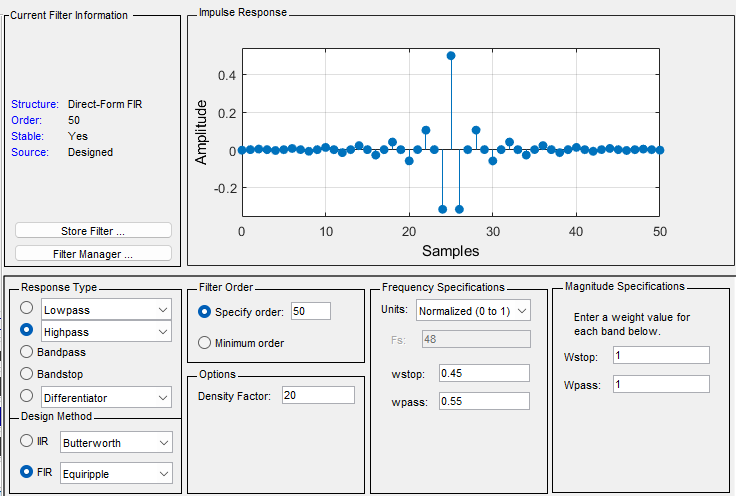 Current Filter Information
Structure: Direct-Form FIR
Order: 50
Stable: Yes
Source: Designed
Store Filter ...
Filter Manager ...
Impulse Response
Amplitude
0.4
0.2
0
-0.2
0 10 20 30 40 50
Samples
Response Type
Lowpass
Highpass
Bandpass
Bandstop
Differentiator
Design Method
IIR Butterworth
FIR Equiripple
Filter Order
Specify order: 50
Minimum order
Options
Density Factor: 20
Frequency Specifications
Units: Normalized (0 to 1)
Fs: 48
wstop: 0.45
wpass: 0.55
Magnitude Specifications
Enter a weight value for
each band below.
Wstop: 1
Wpass: 1